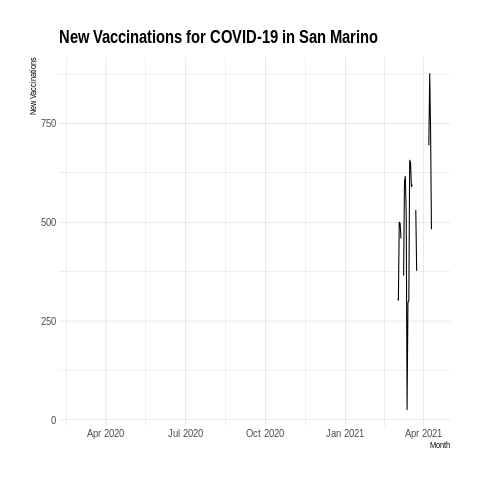 New Vaccinations for COVID-19 in San Marino
New Vaccinations
750
500
250
0
Apr 2020 Jul 2020 Oct 2020 Jan 2021 Apr 2021
Month